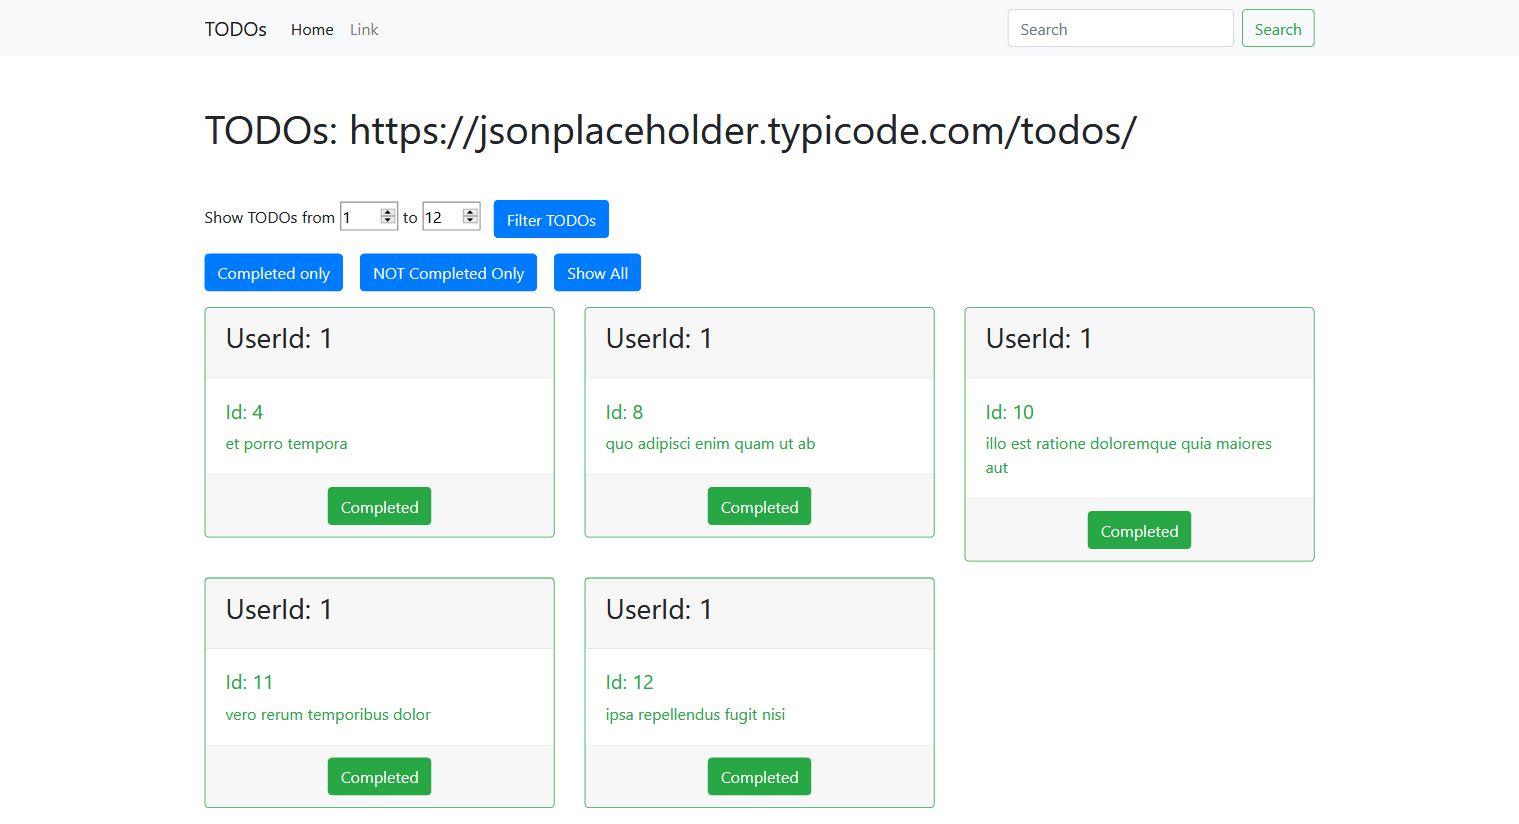 TODOs Home Link Search Search
TODOs: https://jsonplaceholder.typicode.com/todos/
Show TODOs from 1 to 12 Filter TODOs
Completed only NOT Completed Only Show All
UserId: 1
Id: 4
et porro tempora
Completed
UserId: 1
Id: 8
quo adipisci enim quam ut ab
Completed
UserId: 1
Id: 10
illo est ratione doloremque quia maiores
aut
Completed
UserId: 1
Id: 11
vero rerum temporibus dolor
Completed
UserId: 1
Id: 12
ipsa repellendus fugit nisi
Completed